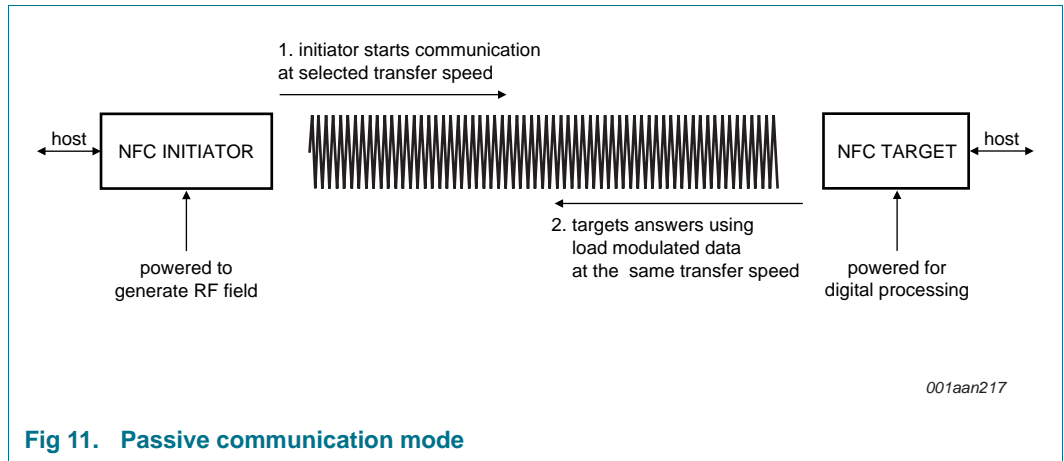 1. initiator starts communication
at selected transfer speed
host
NFC INITIATOR
NFC TARGET
host
2. targets answers using
load modulated data
at the same transfer speed
powered to
generate RF field
powered for
digital processing
001aan217
Fig 11. Passive communication mode